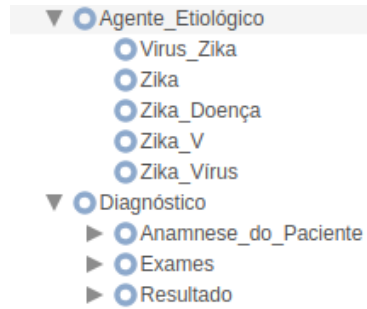 Agente_Etiológico
Virus_Zika
Zika
Zika_Doença
Zika_V
Zika_Vírus
Diagnóstico
Anamnese_do_Paciente
Exames
Resultado